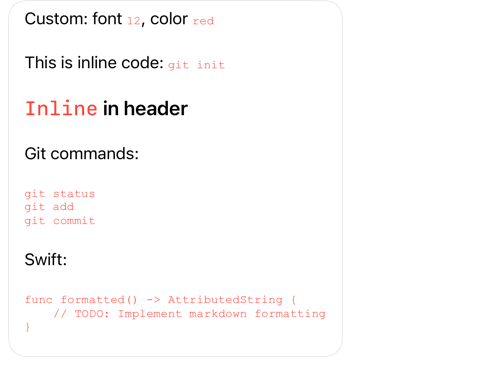 Custom: font 12, color red
This is inline code: git init
Inline in header
Git commands:
git status
git add
git commit
Swift:
func formatted() -> AttributedString {
    // TODO: Implement markdown formatting
}